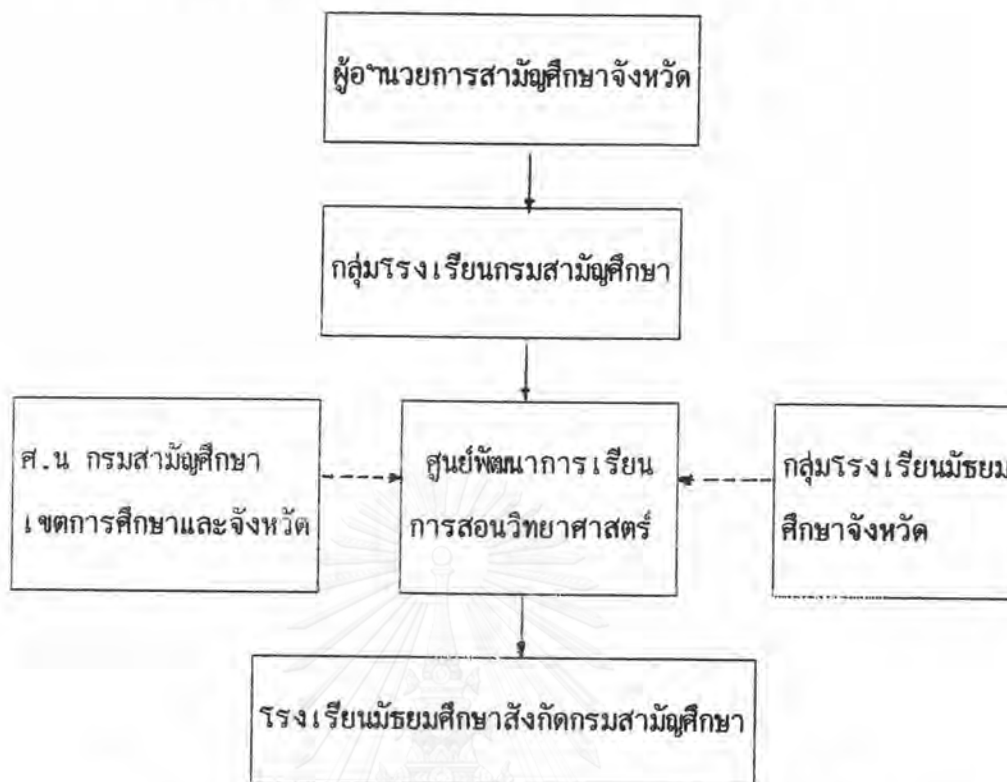 ผู้อำนวยการสามัญศึกษาจังหวัด
กลุ่มโรงเรียนกรมสามัญศึกษา
ศ.น กรมสามัญศึกษา
เขตการศึกษาและจังหวัด
ศูนย์พัฒนาการเรียน
การสอนวิทยาศาสตร์
กลุ่มโรงเรียนมัธยม
ศึกษาจังหวัด
โรงเรียนมัธยมศึกษาสังกัดกรมสามัญศึกษา